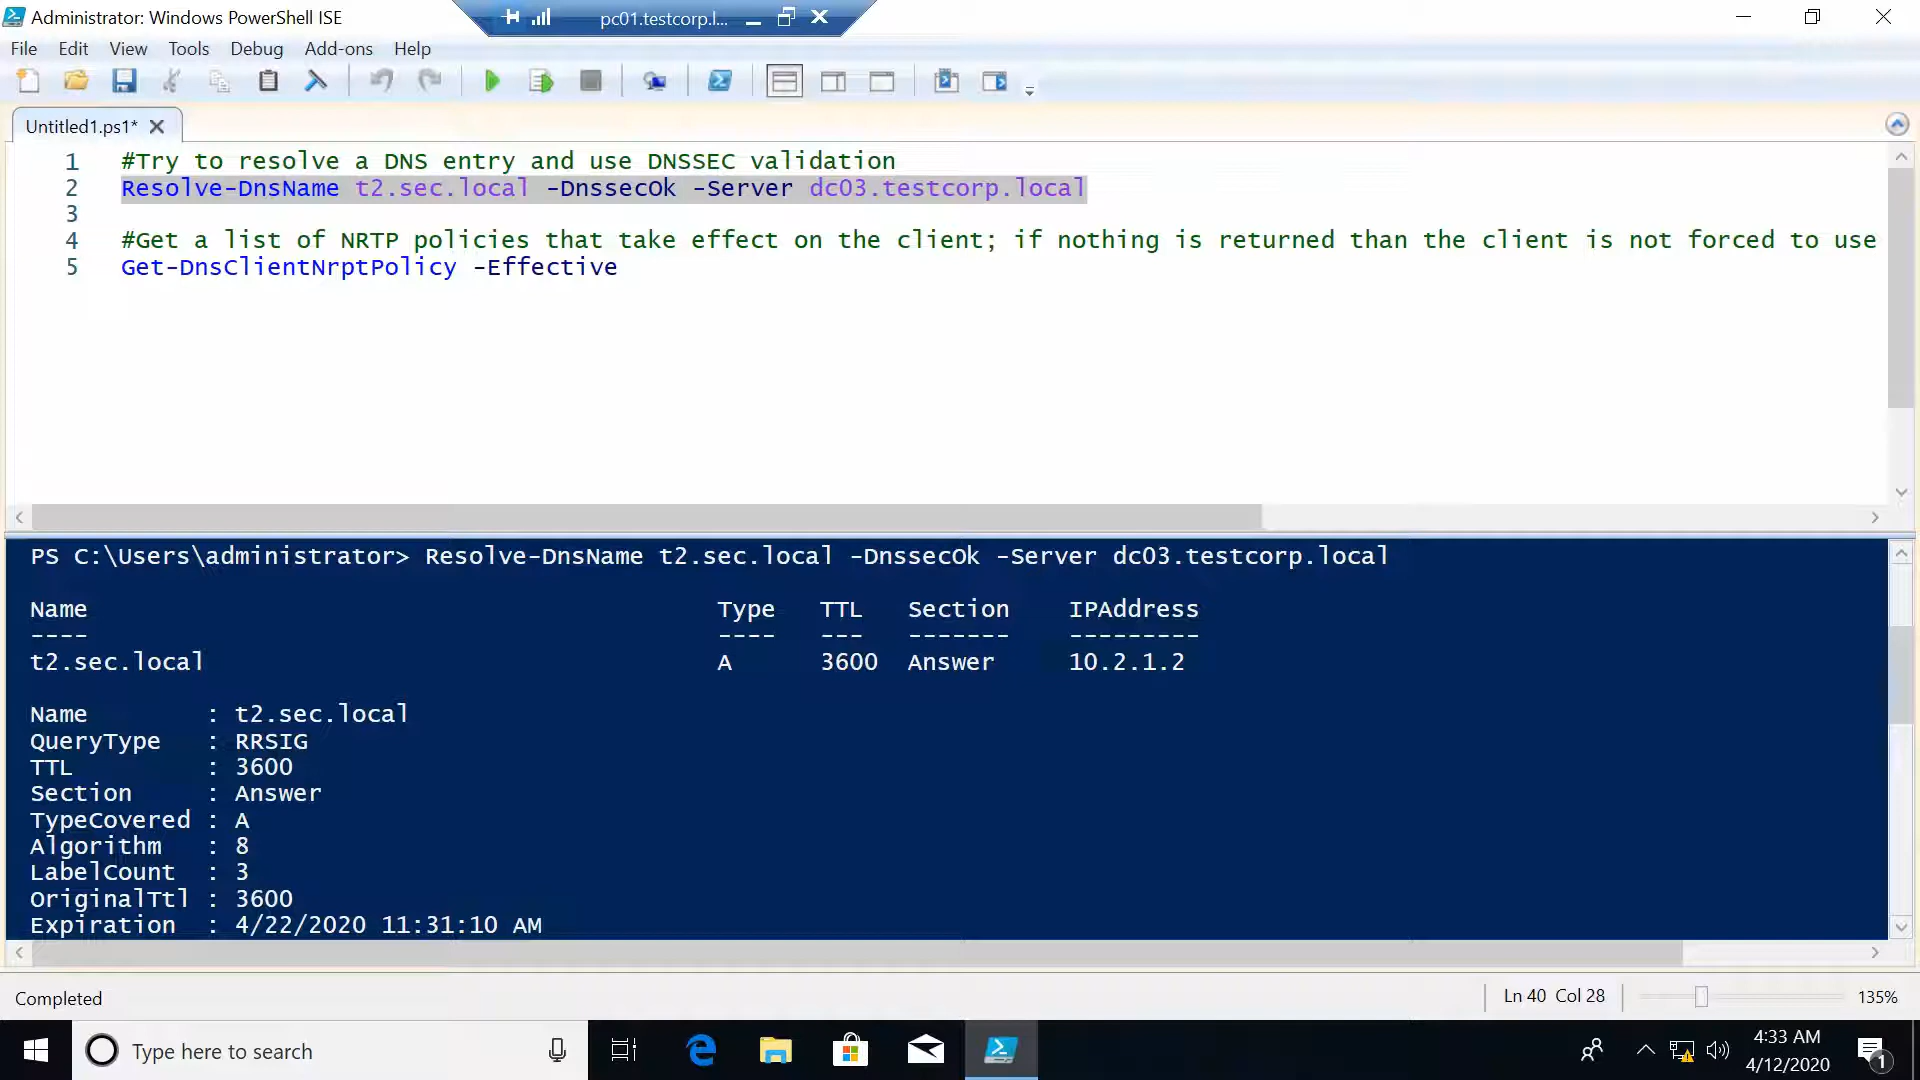 Administrator: Windows PowerShell ISE
pc01.testcorp.l...
File Edit View Tools Debug Add-ons Help
Untitled1.ps1*
1 #Try to resolve a DNS entry and use DNSSEC validation
2 Resolve-DnsName t2.sec.local -DnssecOk -Server dc03.testcorp.local
3
4 #Get a list of NRTP policies that take effect on the client; if nothing is returned than the client is not forced to use
5 Get-DnsClientNrptPolicy -Effective
PS C:\Users\administrator> Resolve-DnsName t2.sec.local -DnssecOk -Server dc03.testcorp.local
Name Type TTL Section IPAddress
---- ---- --- ------- ---------
t2.sec.local A 3600 Answer 10.2.1.2
Name : t2.sec.local
QueryType : RRSIG
TTL : 3600
Section : Answer
TypeCovered : A
Algorithm : 8
LabelCount : 3
OriginalTtl : 3600
Expiration : 4/22/2020 11:31:10 AM
Completed
Ln 40 Col 28
135%
Type here to search
4:33 AM
4/12/2020
1